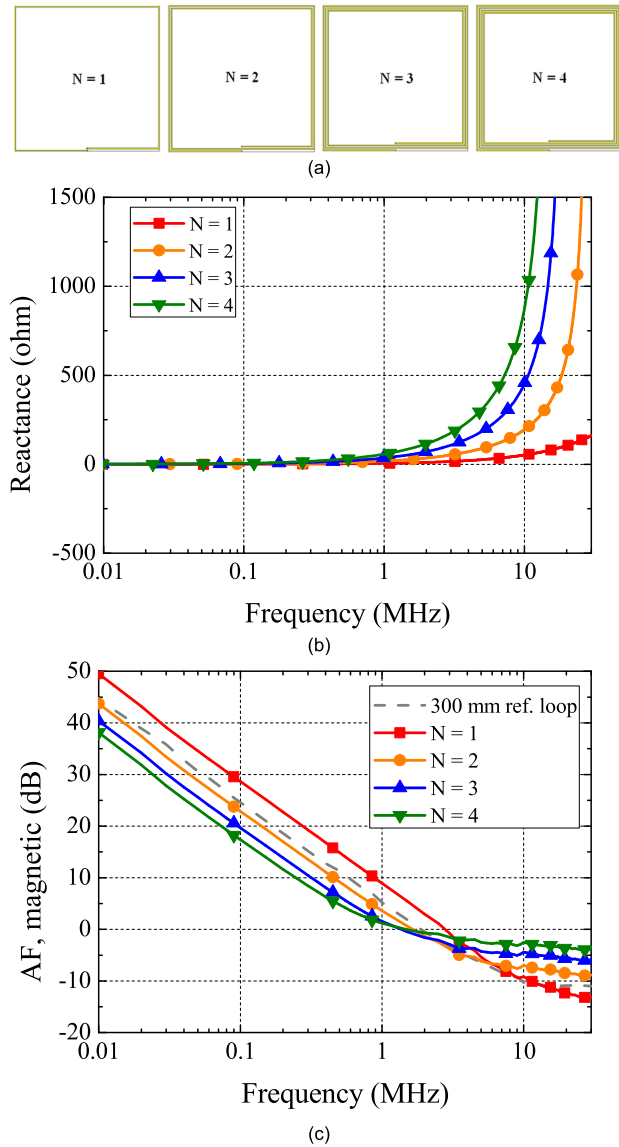 N = 1 N = 2 N = 3 N = 4
(a)
1500
1000
500
0
-500
Reactance (ohm)
N = 1
N = 2
N = 3
N = 4
0.01 0.1 1 10
Frequency (MHz)
(b)
50
40
30
20
10
0
-10
-20
AF, magnetic (dB)
300 mm ref. loop
N = 1
N = 2
N = 3
N = 4
0.01 0.1 1 10
Frequency (MHz)
(c)